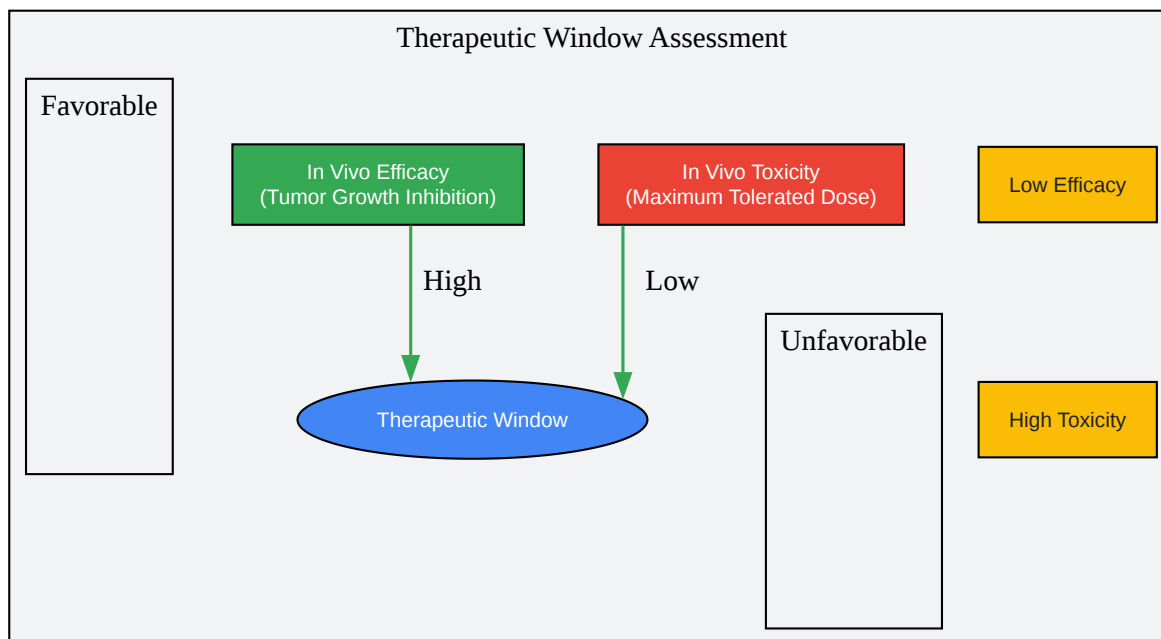 Therapeutic Window Assessment
Favorable
In Vivo Efficacy
(Tumor Growth Inhibition)
In Vivo Toxicity
(Maximum Tolerated Dose)
Low Efficacy
High
Low
Unfavorable
Therapeutic Window
High Toxicity